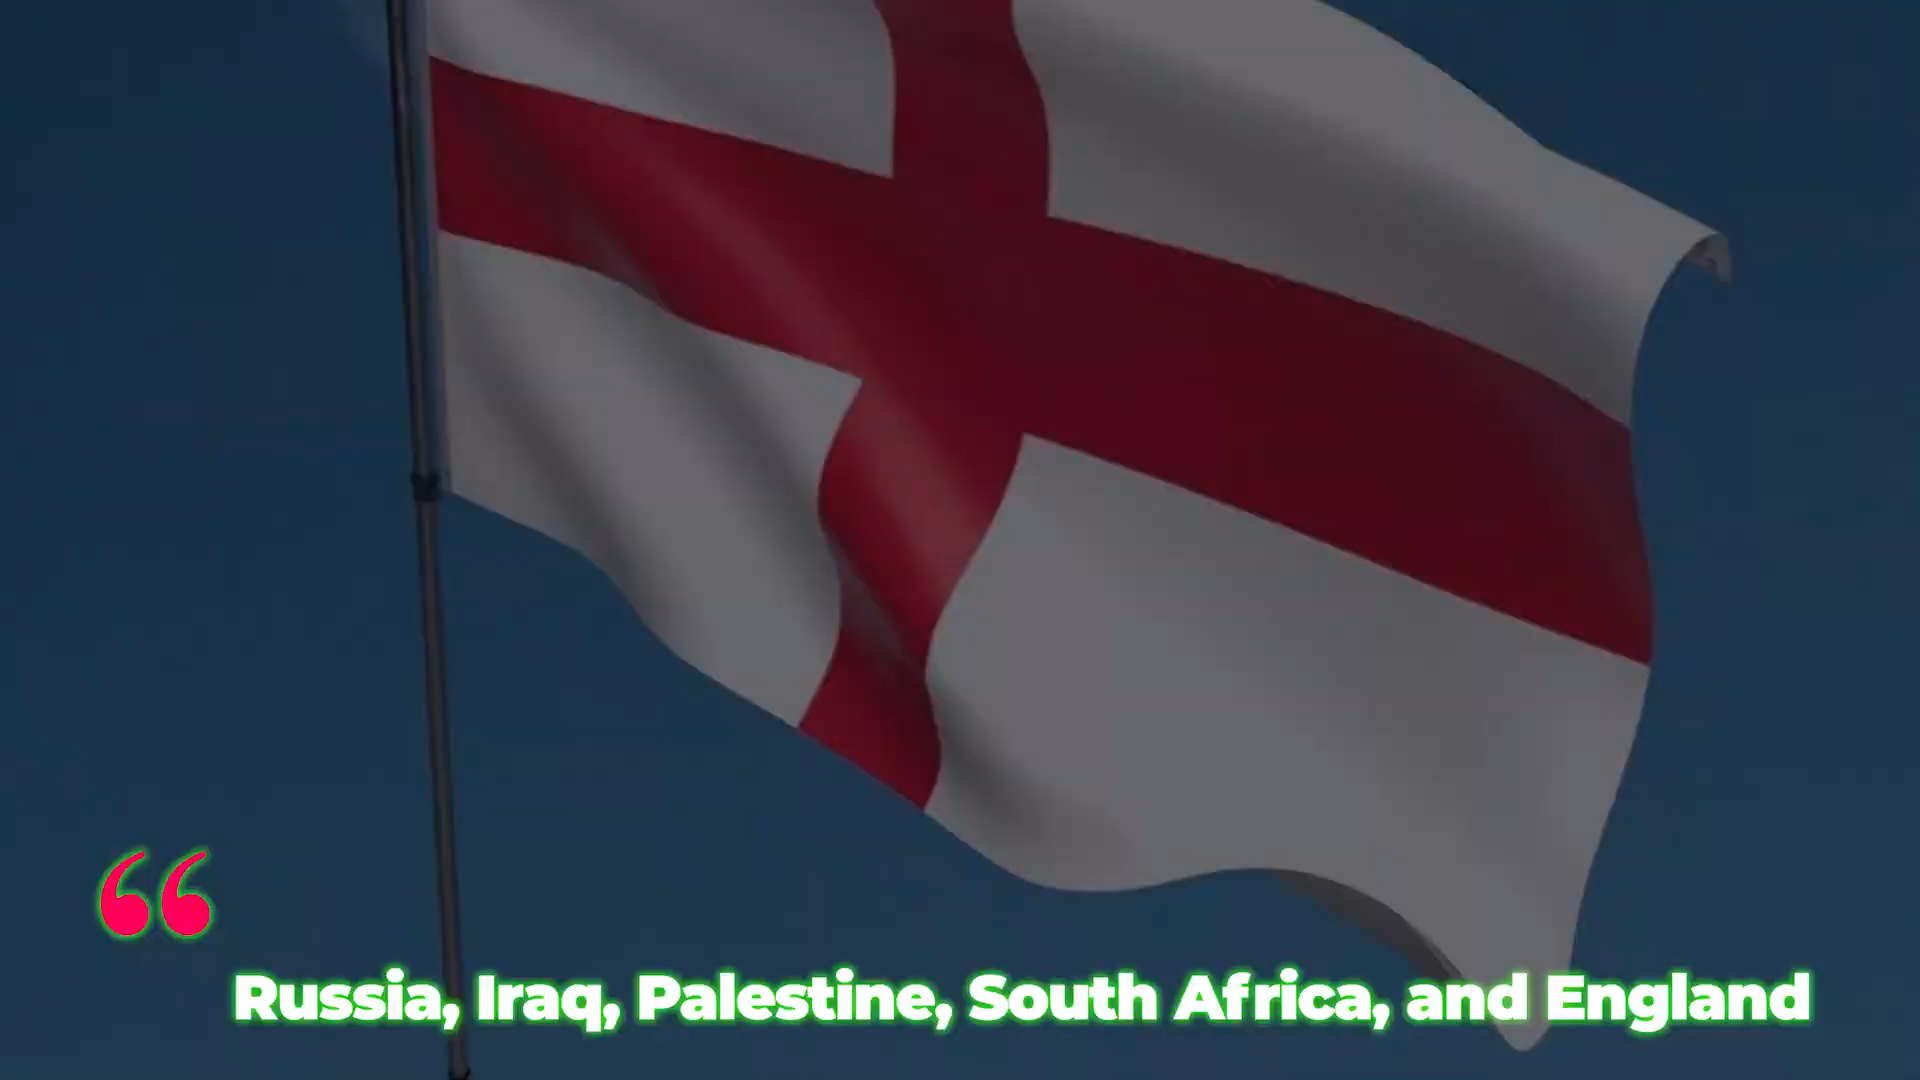 “
Russia, Iraq, Palestine, South Africa, and England